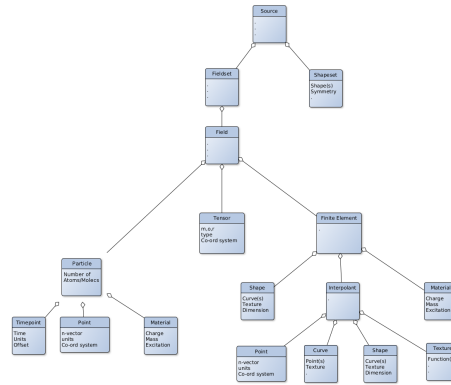 Source
Fieldset
Shapeset
Shape(s)
Symmetry
Field
Tensor
m.o./
type
Co-ord system
Finite Element
Particle
Number of
Atoms/Molecs
Shape
Curve(s)
Texture
Dimension
Interpolant
Material
Charge
Mass
Excitation
Timepoint
Time
Units
Offset
Point
n-vector
units
Co-ord system
Material
Charge
Mass
Excitation
Point
n-vector
units
Co-ord system
Curve
Point(s)
Texture
Shape
Curve(s)
Texture
Dimension
Texture
Function(